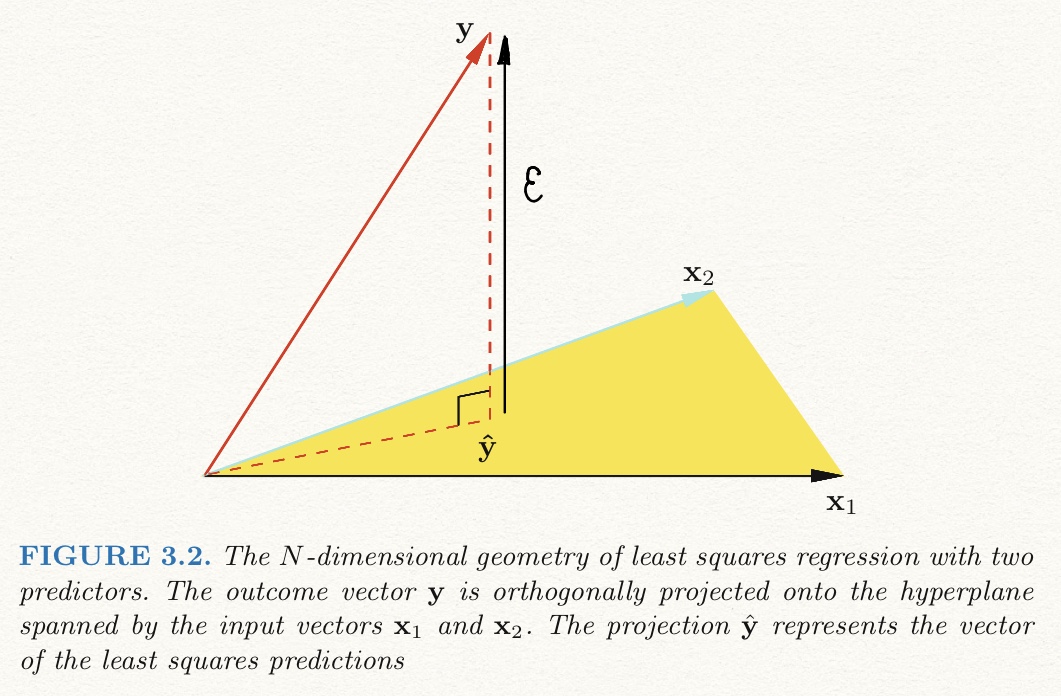 y
ε
x₂
ŷ
x₁
FIGURE 3.2. The N-dimensional geometry of least squares regression with two
predictors. The outcome vector y is orthogonally projected onto the hyperplane
spanned by the input vectors x₁ and x₂. The projection ŷ represents the vector
of the least squares predictions